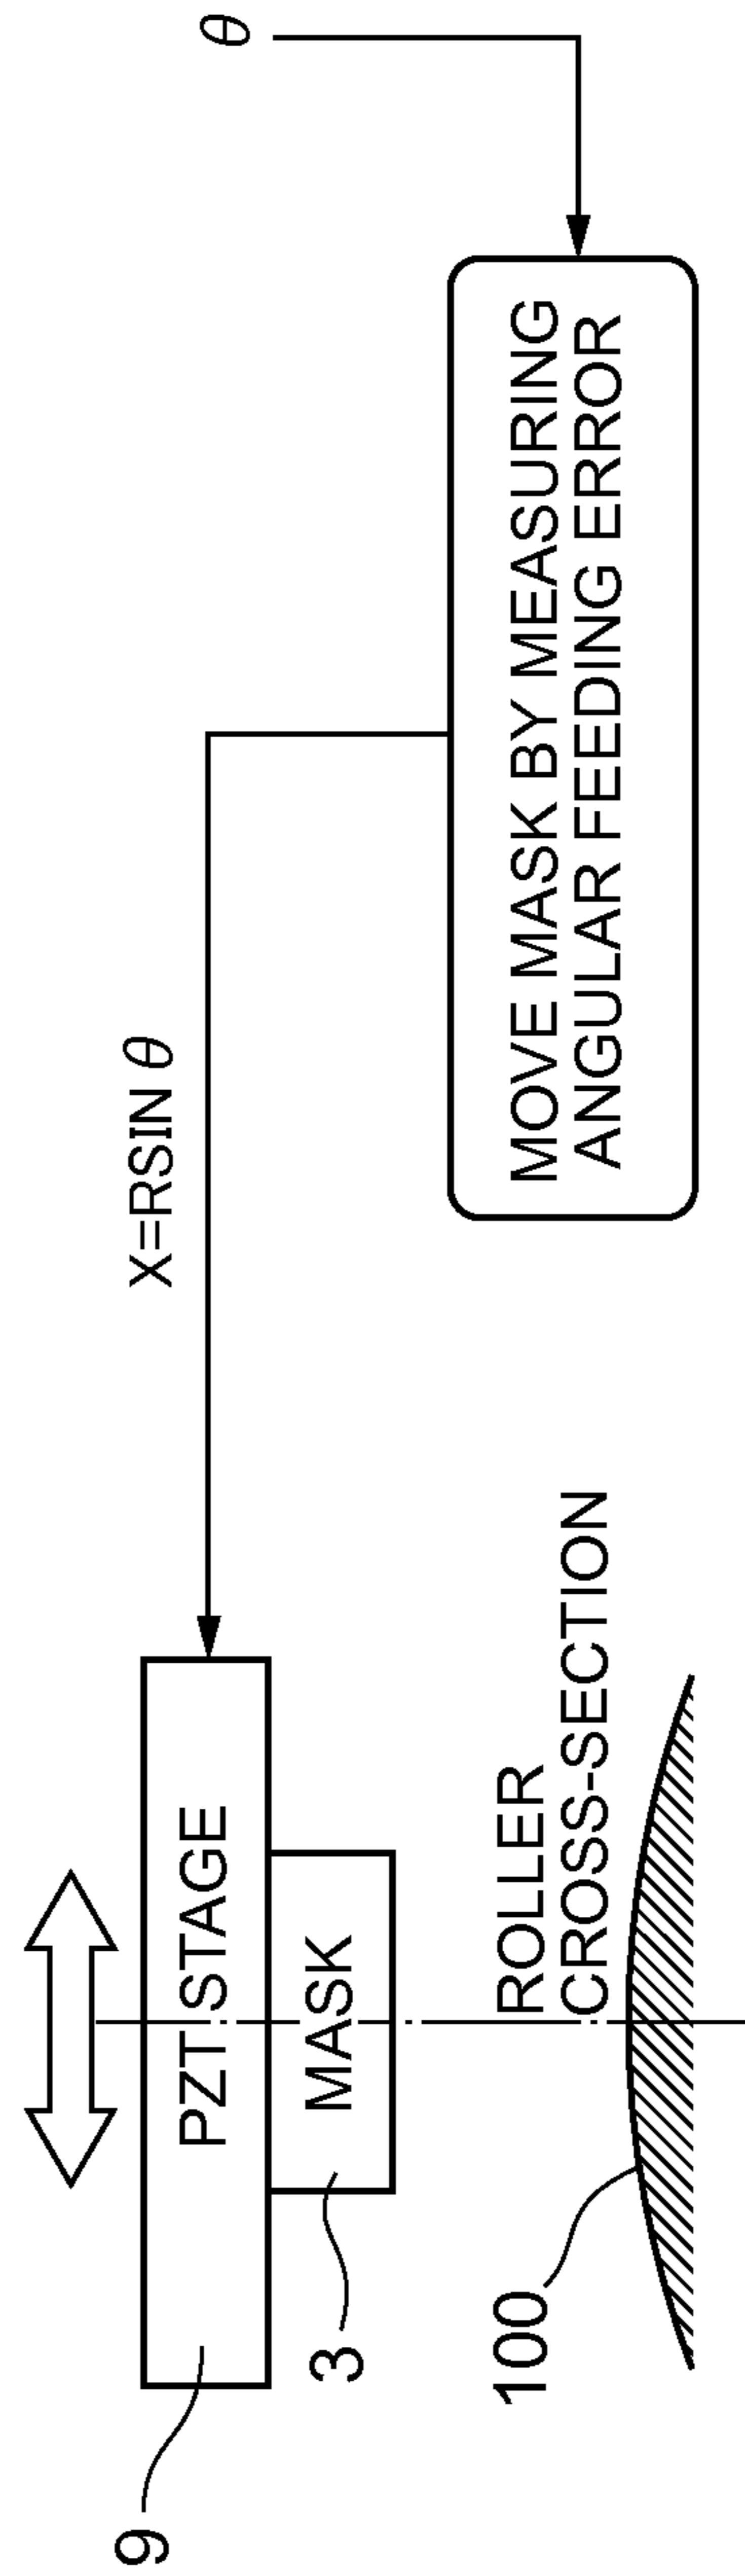 θ
X=RSIN θ
MOVE MASK BY MEASURING
ANGULAR FEEDING ERROR
9
PZT STAGE
3
MASK
ROLLER
CROSS-SECTION
100